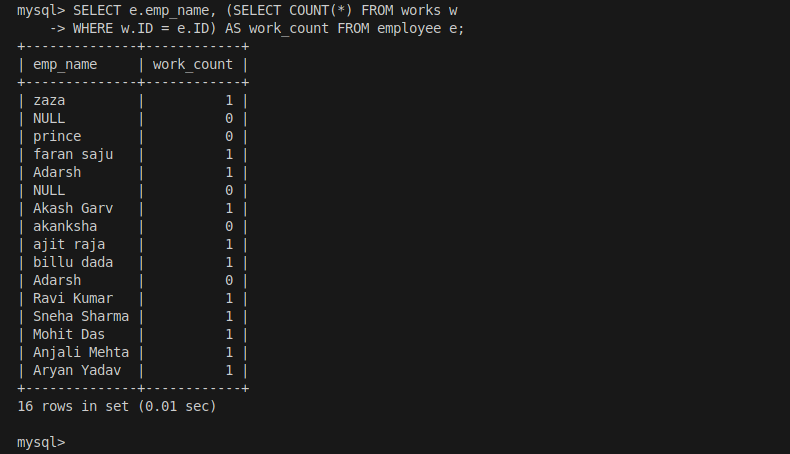 mysql> SELECT e.emp_name, (SELECT COUNT(*) FROM works w
    -> WHERE w.ID = e.ID) AS work_count FROM employee e;
+--------------+------------+
| emp_name     | work_count |
+--------------+------------+
| zaza         |          1 |
| NULL         |          0 |
| prince       |          0 |
| faran saju   |          1 |
| Adarsh       |          1 |
| NULL         |          0 |
| Akash Garv   |          1 |
| akanksha     |          0 |
| ajit raja    |          1 |
| billu dada   |          1 |
| Adarsh       |          0 |
| Ravi Kumar   |          1 |
| Sneha Sharma |          1 |
| Mohit Das    |          1 |
| Anjali Mehta |          1 |
| Aryan Yadav  |          1 |
+--------------+------------+
16 rows in set (0.01 sec)

mysql>